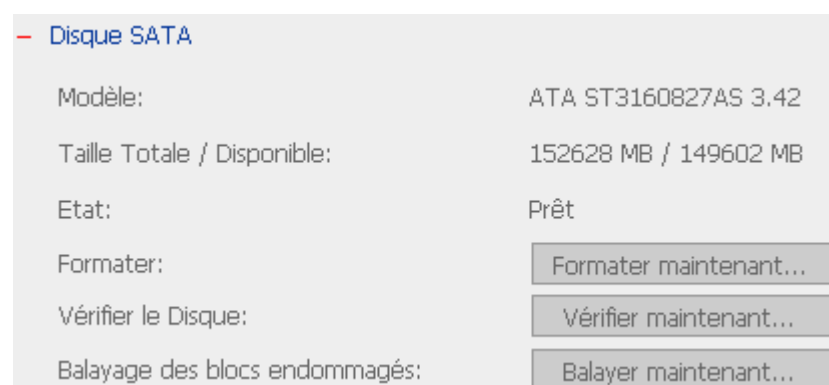 – Disque SATA
Modèle: ATA ST3160827AS 3.42
Taille Totale / Disponible: 152628 MB / 149602 MB
Etat: Prêt
Formater: Formater maintenant...
Vérifier le Disque: Vérifier maintenant...
Balayage des blocs endommagés: Balayer maintenant...